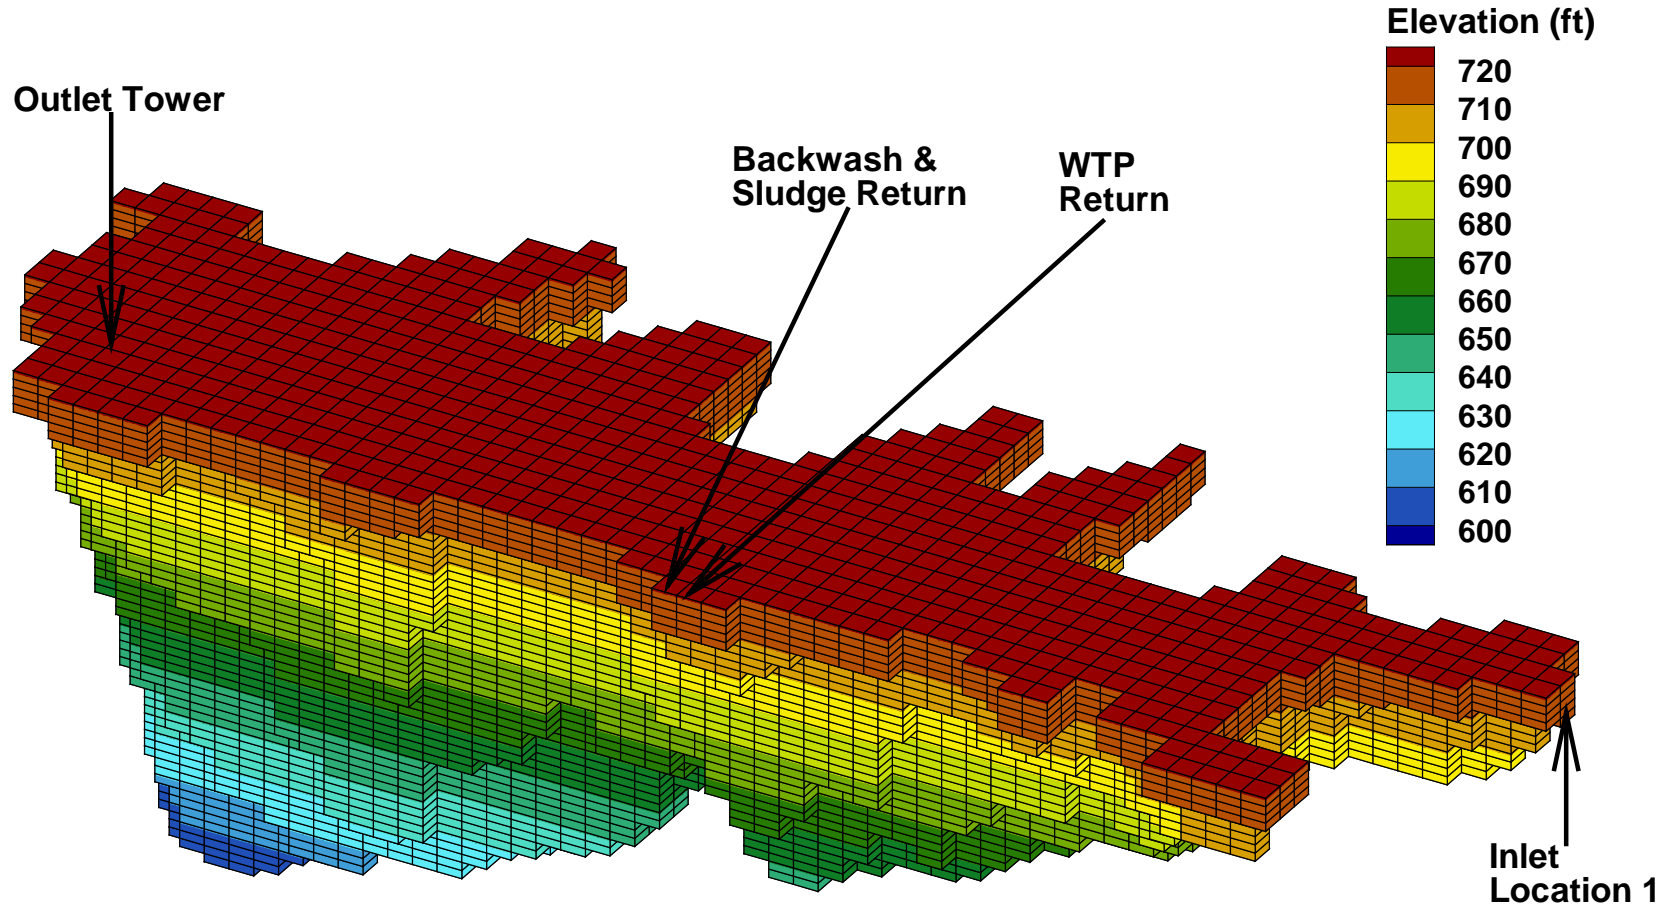 Elevation (ft)
720
710
700
690
680
670
660
650
640
630
620
610
600
Outlet Tower
Backwash &
Sludge Return
WTP
Return
Inlet
Location 1